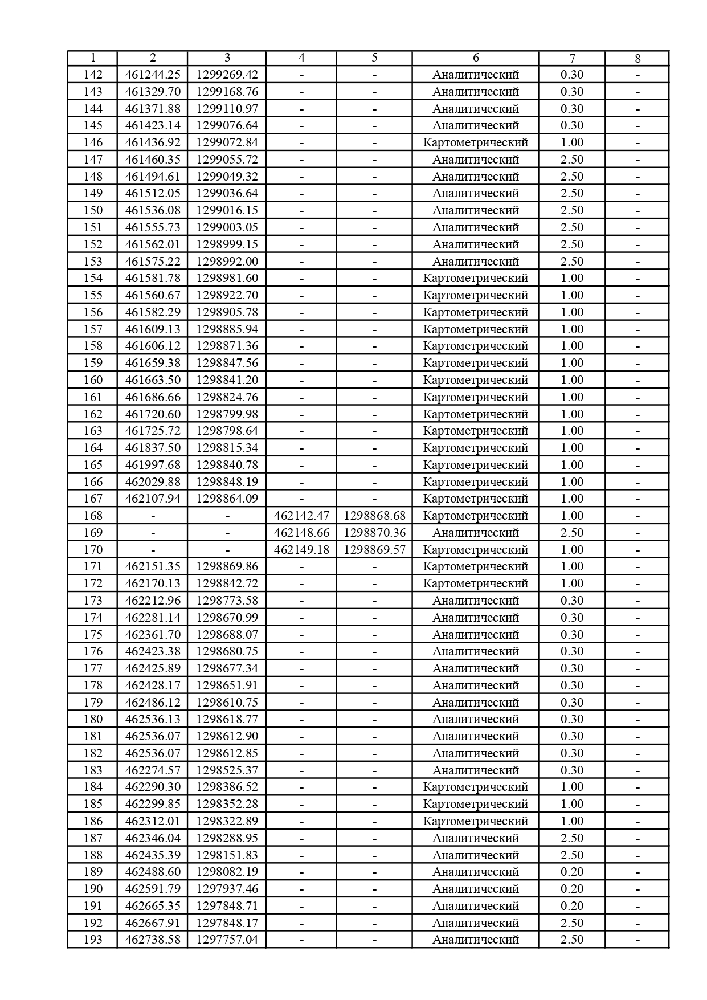 1 2 3 4 5 6 7 8
142 461244.25 1299269.42 - - Аналитический 0.30 -
143 461329.70 1299168.76 - - Аналитический 0.30 -
144 461371.88 1299110.97 - - Аналитический 0.30 -
145 461423.14 1299076.64 - - Аналитический 0.30 -
146 461436.92 1299072.84 - - Картометрический 1.00 -
147 461460.35 1299055.72 - - Аналитический 2.50 -
148 461494.61 1299049.32 - - Аналитический 2.50 -
149 461512.05 1299036.64 - - Аналитический 2.50 -
150 461536.08 1299016.15 - - Аналитический 2.50 -
151 461555.73 1299003.05 - - Аналитический 2.50 -
152 461562.01 1298999.15 - - Аналитический 2.50 -
153 461575.22 1298992.00 - - Аналитический 2.50 -
154 461581.78 1298981.60 - - Картометрический 1.00 -
155 461560.67 1298922.70 - - Картометрический 1.00 -
156 461582.29 1298905.78 - - Картометрический 1.00 -
157 461609.13 1298885.94 - - Картометрический 1.00 -
158 461606.12 1298871.36 - - Картометрический 1.00 -
159 461659.38 1298847.56 - - Картометрический 1.00 -
160 461663.50 1298841.20 - - Картометрический 1.00 -
161 461686.66 1298824.76 - - Картометрический 1.00 -
162 461720.60 1298799.98 - - Картометрический 1.00 -
163 461725.72 1298798.64 - - Картометрический 1.00 -
164 461837.50 1298815.34 - - Картометрический 1.00 -
165 461997.68 1298840.78 - - Картометрический 1.00 -
166 462029.88 1298848.19 - - Картометрический 1.00 -
167 462107.94 1298864.09 - - Картометрический 1.00 -
168 - - 462142.47 1298868.68 Картометрический 1.00 -
169 - - 462148.66 1298870.36 Аналитический 2.50 -
170 - - 462149.18 1298869.57 Картометрический 1.00 -
171 462151.35 1298869.86 - - Картометрический 1.00 -
172 462170.13 1298842.72 - - Картометрический 1.00 -
173 462212.96 1298773.58 - - Аналитический 0.30 -
174 462281.14 1298670.99 - - Аналитический 0.30 -
175 462361.70 1298688.07 - - Аналитический 0.30 -
176 462423.38 1298680.75 - - Аналитический 0.30 -
177 462425.89 1298677.34 - - Аналитический 0.30 -
178 462428.17 1298651.91 - - Аналитический 0.30 -
179 462486.12 1298610.75 - - Аналитический 0.30 -
180 462536.13 1298618.77 - - Аналитический 0.30 -
181 462536.07 1298612.90 - - Аналитический 0.30 -
182 462536.07 1298612.85 - - Аналитический 0.30 -
183 462274.57 1298525.37 - - Аналитический 0.30 -
184 462290.30 1298386.52 - - Картометрический 1.00 -
185 462299.85 1298352.28 - - Картометрический 1.00 -
186 462312.01 1298322.89 - - Картометрический 1.00 -
187 462346.04 1298288.95 - - Аналитический 2.50 -
188 462435.39 1298151.83 - - Аналитический 2.50 -
189 462488.60 1298082.19 - - Аналитический 0.20 -
190 462591.79 1297937.46 - - Аналитический 0.20 -
191 462665.35 1297848.71 - - Аналитический 0.20 -
192 462667.91 1297848.17 - - Аналитический 2.50 -
193 462738.58 1297757.04 - - Аналитический 2.50 -